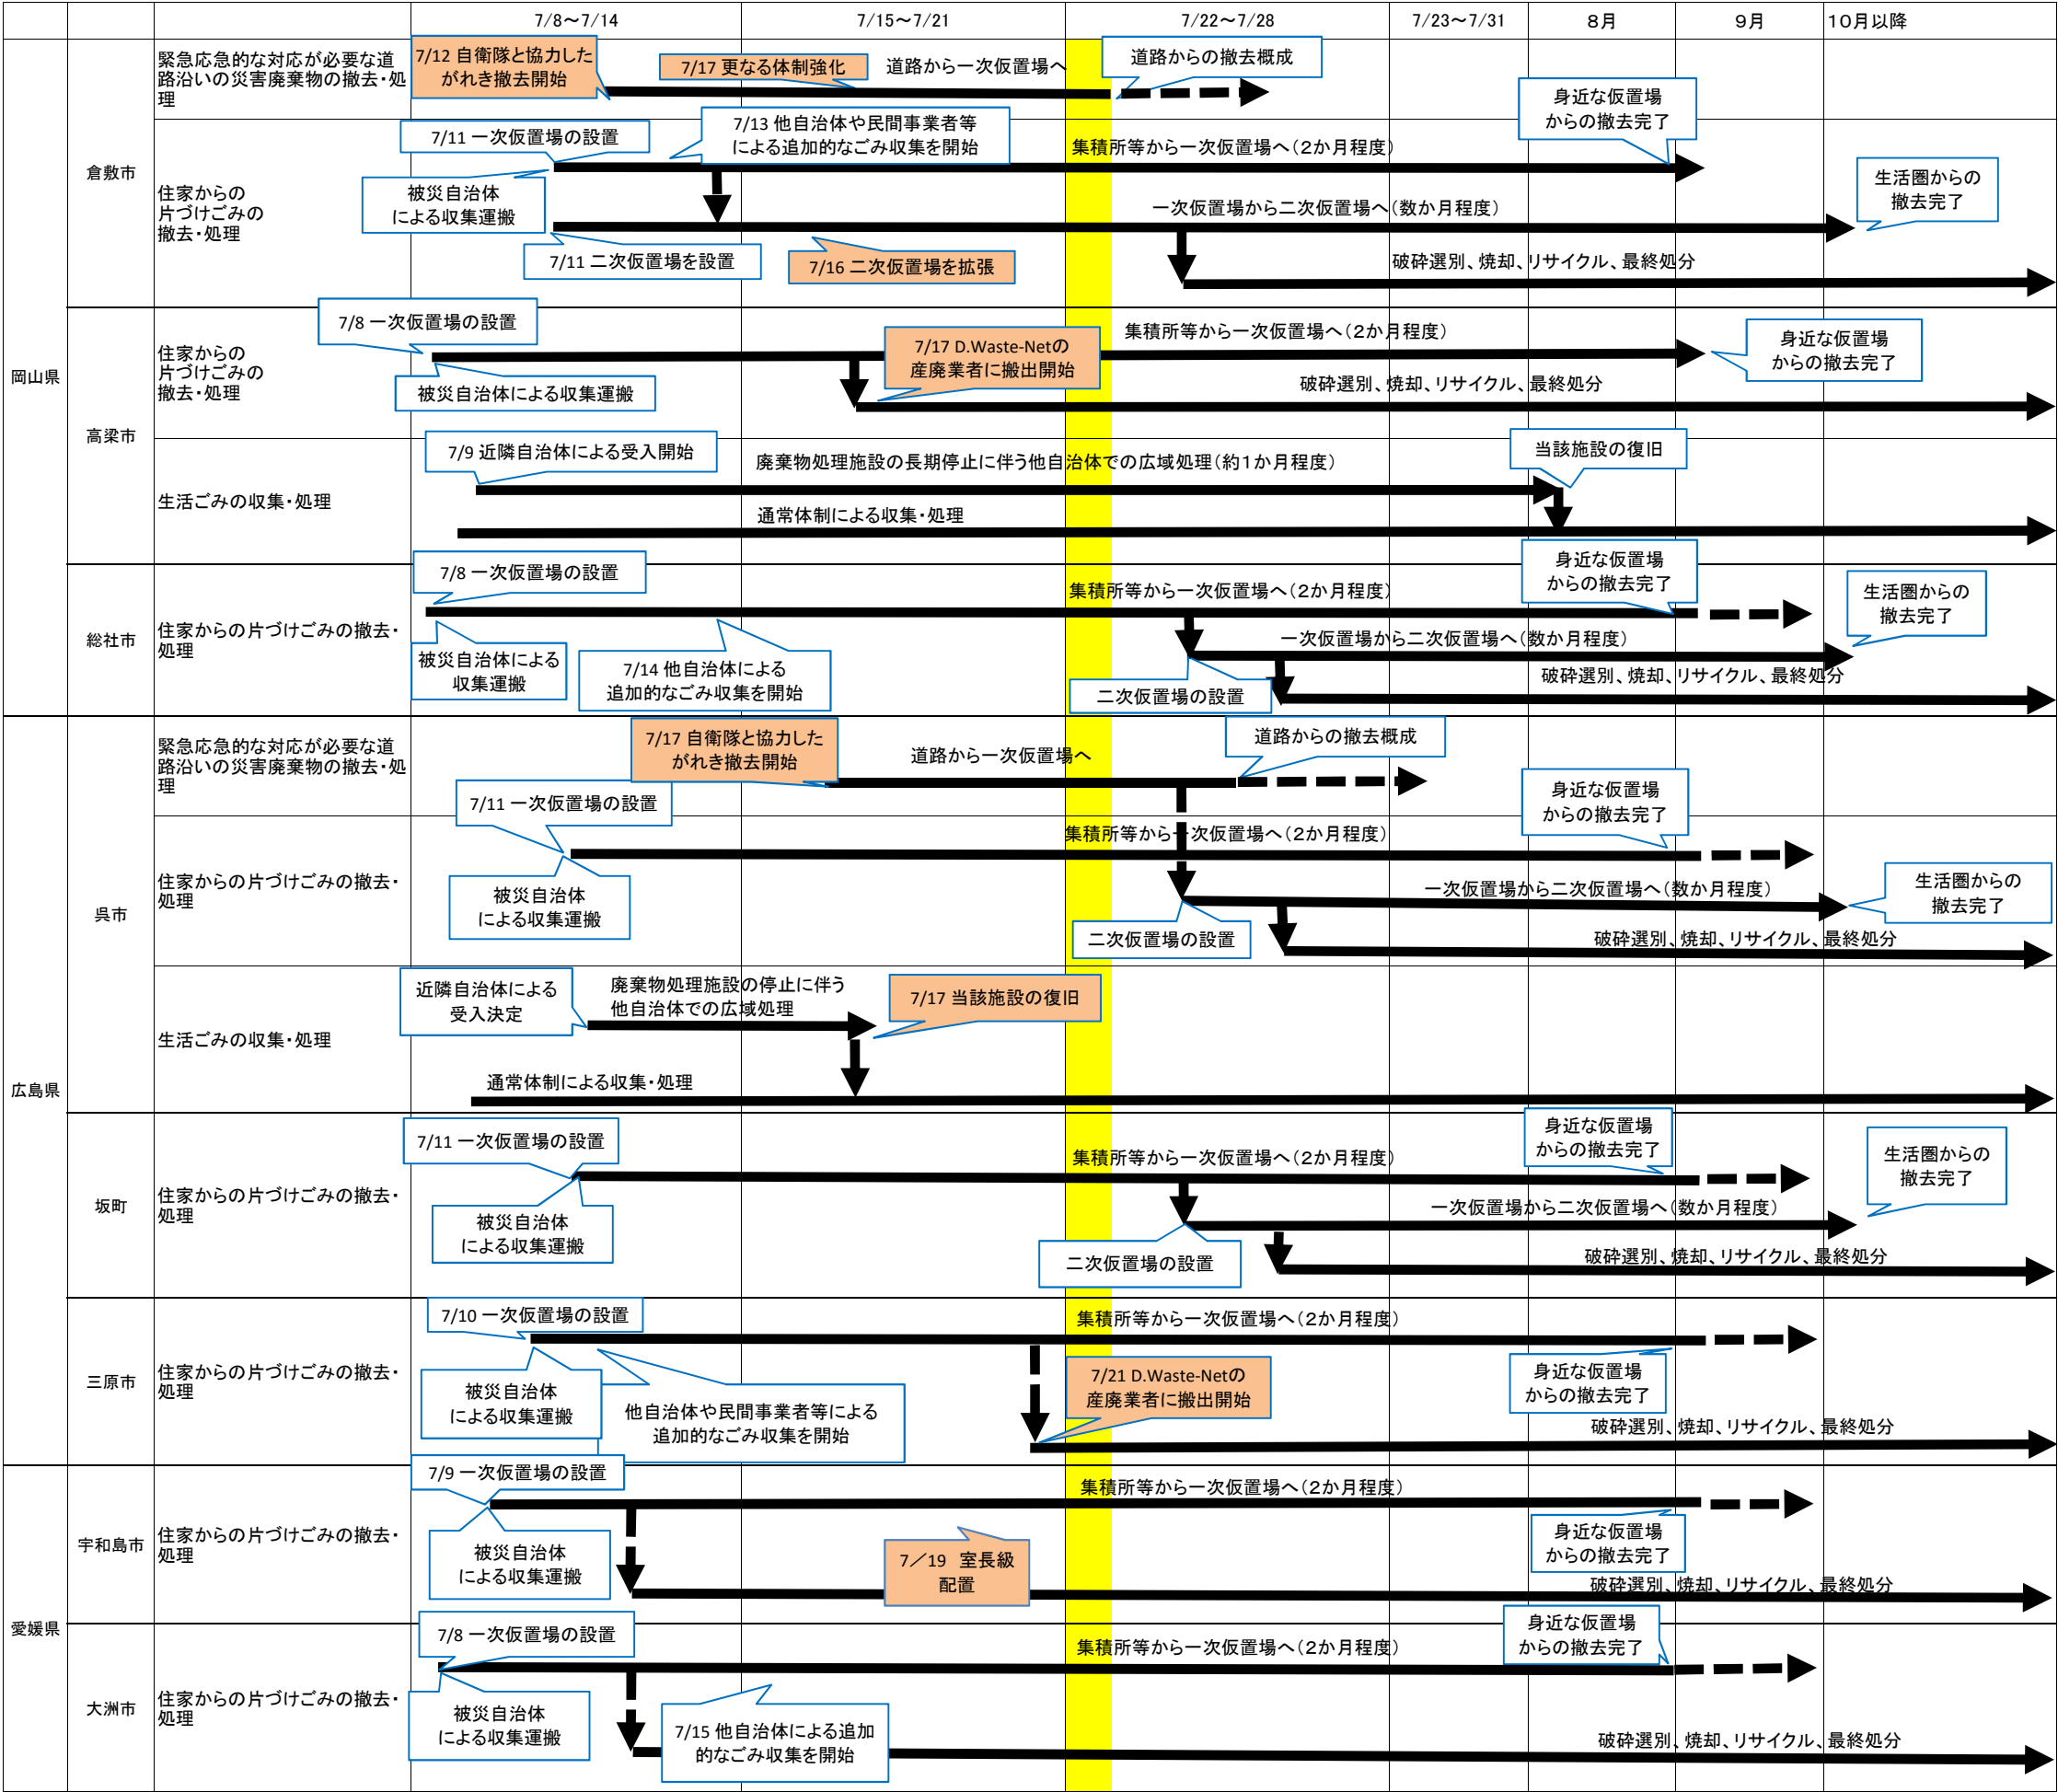 7/8～7/14
7/15～7/21
7/22～7/28
7/23～7/31
８月
９月
１０月以降
岡山県
倉敷市
緊急応急的な対応が必要な道
路沿いの災害廃棄物の撤去・処
理
7/12 自衛隊と協力した
がれき撤去開始
7/17 更なる体制強化
道路から一次仮置場へ
道路からの撤去概成
住家からの
片づけごみの
撤去・処理
7/11 一次仮置場の設置
7/13 他自治体や民間事業者等
による追加的なごみ収集を開始
集積所等から一次仮置場へ（２か月程度）
身近な仮置場
からの撤去完了
被災自治体
による収集運搬
一次仮置場から二次仮置場へ（数か月程度）
生活圏からの
撤去完了
7/11 二次仮置場を設置
7/16 二次仮置場を拡張
破砕選別、焼却、リサイクル、最終処分
高梁市
住家からの
片づけごみの
撤去・処理
7/8 一次仮置場の設置
被災自治体による収集運搬
7/17 D.Waste-Netの
産廃業者に搬出開始
集積所等から一次仮置場へ（２か月程度）
身近な仮置場
からの撤去完了
破砕選別、焼却、リサイクル、最終処分
生活ごみの収集・処理
7/9 近隣自治体による受入開始
廃棄物処理施設の長期停止に伴う他自治体での広域処理（約１か月程度）
当該施設の復旧
通常体制による収集・処理
総社市
住家からの片づけごみの撤去・
処理
7/8 一次仮置場の設置
集積所等から一次仮置場へ（２か月程度）
身近な仮置場
からの撤去完了
生活圏からの
撤去完了
被災自治体による
収集運搬
7/14 他自治体による
追加的なごみ収集を開始
一次仮置場から二次仮置場へ（数か月程度）
二次仮置場の設置
破砕選別、焼却、リサイクル、最終処分
広島県
呉市
緊急応急的な対応が必要な道
路沿いの災害廃棄物の撤去・処
理
7/17 自衛隊と協力した
がれき撤去開始
道路から一次仮置場へ
道路からの撤去概成
住家からの片づけごみの撤去・
処理
7/11 一次仮置場の設置
集積所等から一次仮置場へ（２か月程度）
身近な仮置場
からの撤去完了
被災自治体
による収集運搬
一次仮置場から二次仮置場へ（数か月程度）
生活圏からの
撤去完了
二次仮置場の設置
破砕選別、焼却、リサイクル、最終処分
生活ごみの収集・処理
近隣自治体による
受入決定
廃棄物処理施設の停止に伴う
他自治体での広域処理
7/17 当該施設の復旧
通常体制による収集・処理
坂町
住家からの片づけごみの撤去・
処理
7/11 一次仮置場の設置
集積所等から一次仮置場へ（２か月程度）
身近な仮置場
からの撤去完了
生活圏からの
撤去完了
被災自治体
による収集運搬
一次仮置場から二次仮置場へ（数か月程度）
二次仮置場の設置
破砕選別、焼却、リサイクル、最終処分
三原市
住家からの片づけごみの撤去・
処理
7/10 一次仮置場の設置
集積所等から一次仮置場へ（２か月程度）
身近な仮置場
からの撤去完了
被災自治体
による収集運搬
他自治体や民間事業者等による
追加的なごみ収集を開始
7/21 D.Waste-Netの
産廃業者に搬出開始
破砕選別、焼却、リサイクル、最終処分
愛媛県
宇和島市
住家からの片づけごみの撤去・
処理
7/9 一次仮置場の設置
集積所等から一次仮置場へ（２か月程度）
身近な仮置場
からの撤去完了
被災自治体
による収集運搬
7／19　室長級
配置
破砕選別、焼却、リサイクル、最終処分
大洲市
住家からの片づけごみの撤去・
処理
7/8 一次仮置場の設置
集積所等から一次仮置場へ（２か月程度）
身近な仮置場
からの撤去完了
被災自治体
による収集運搬
7/15 他自治体による追加
的なごみ収集を開始
破砕選別、焼却、リサイクル、最終処分